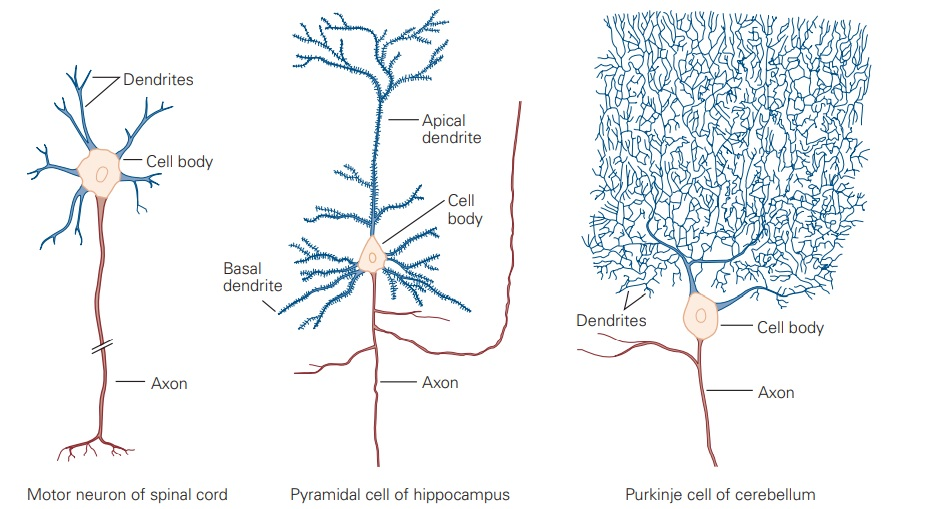 Dendrites
Cell body
Axon
Motor neuron of spinal cord
Apical
dendrite
Cell
body
Basal
dendrite
Axon
Pyramidal cell of hippocampus
Dendrites
Cell body
Axon
Purkinje cell of cerebellum